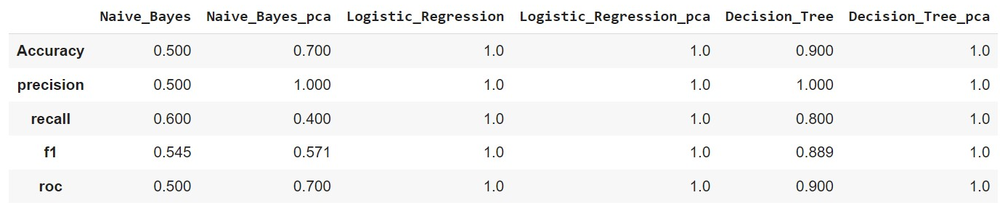 Naive_Bayes Naive_Bayes_pca Logistic_Regression Logistic_Regression_pca Decision_Tree Decision_Tree_pca
Accuracy 0.500 0.700 1.0 1.0 0.900 1.0
precision 0.500 1.000 1.0 1.0 1.000 1.0
recall 0.600 0.400 1.0 1.0 0.800 1.0
f1 0.545 0.571 1.0 1.0 0.889 1.0
roc 0.500 0.700 1.0 1.0 0.900 1.0